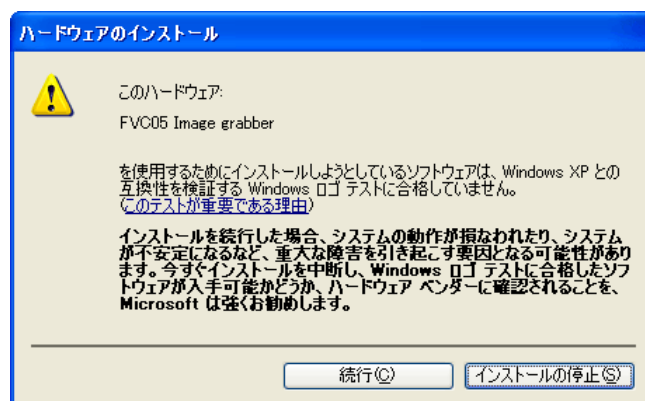 ハードウェアのインストール
このハードウェア:
FVC05 Image grabber
を使用するためにインストールしようとしているソフトウェアは、Windows XP との
互換性を検証する Windows ロゴ テストに合格していません。
(このテストが重要である理由)
インストールを続行した場合、システムの動作が損なわれたり、システム
が不安定になるなど、重大な障害を引き起こす要因となる可能性があり
ます。今すぐインストールを中断し、Windows ロゴ テストに合格したソフ
トウェアが入手可能かどうか、ハードウェア ベンダーに確認されることを、
Microsoft は強くお勧めします。
続行(C) インストールの停止(S)